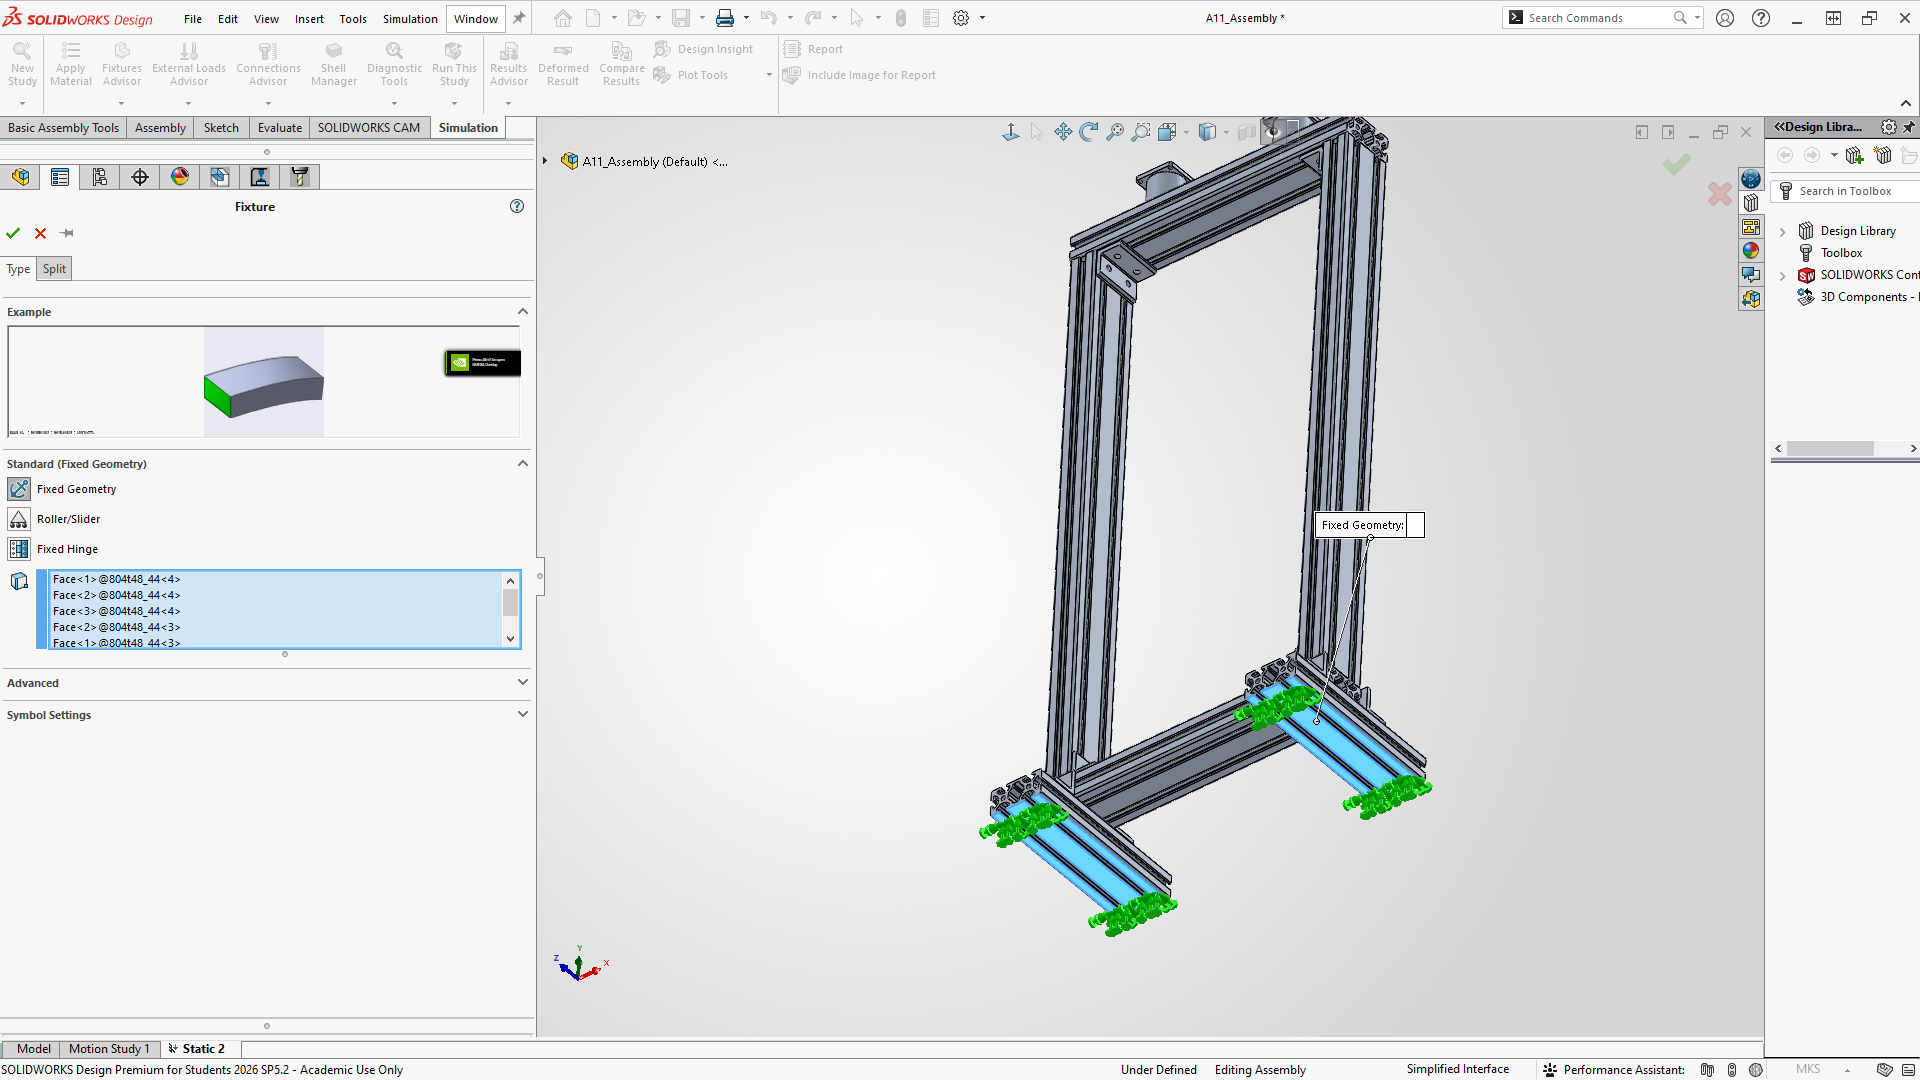 SOLIDWORKS Design
File Edit View Insert Tools Simulation Window
A11_Assembly *
Search Commands
New Study
Apply Material
Fixtures Advisor
External Loads Advisor
Connections Advisor
Shell Manager
Diagnostic Tools
Run This Study
Results Advisor
Deformed Result
Compare Results
Design Insight
Plot Tools
Report
Include Image for Report
Basic Assembly Tools Assembly Sketch Evaluate SOLIDWORKS CAM Simulation
A11_Assembly (Default) <...
Fixture
Type Split
Example
Standard (Fixed Geometry)
Fixed Geometry
Roller/Slider
Fixed Hinge
Face<1>@804t48_44<4>
Face<2>@804t48_44<4>
Face<3>@804t48_44<4>
Face<2>@804t48_44<3>
Face<1>@804t48_44<3>
Advanced
Symbol Settings
Fixed Geometry:
Y
Z
X
Design Libra...
Search in Toolbox
Design Library
Toolbox
SOLIDWORKS Cont
3D Components -
Model Motion Study 1 Static 2
SOLIDWORKS Design Premium for Students 2026 SP5.2 - Academic Use Only
Under Defined Editing Assembly Simplified Interface Performance Assistant: MKS